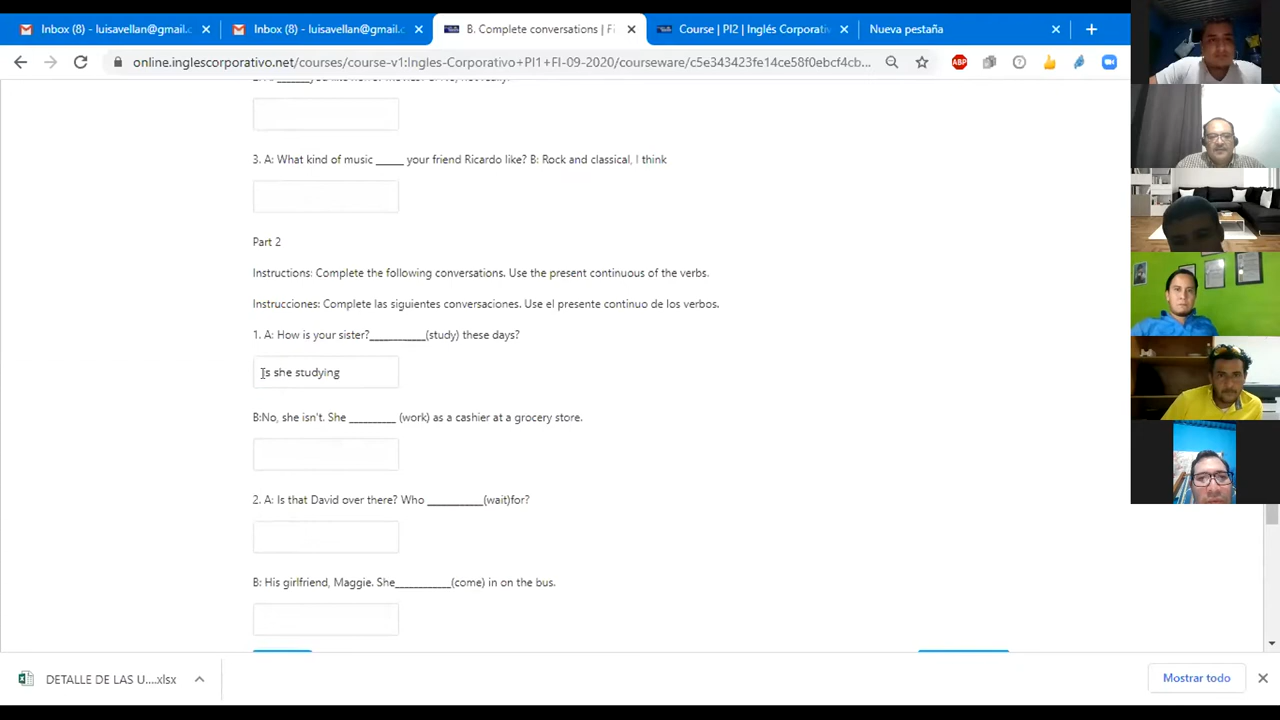 Inbox (8) - luisavellan@gmail.c
Inbox (8) - luisavellan@gmail.c
B. Complete conversations | Fi
Course | PI2 | Inglés Corporativ
Nueva pestaña
online.inglescorporativo.net/courses/course-v1:Ingles-Corporativo+PI1+FI-09-2020/courseware/c5e343423fe14ce58f0ebcf4cb...
ABP
3. A: What kind of music _____ your friend Ricardo like? B: Rock and classical, I think
Part 2
Instructions: Complete the following conversations. Use the present continuous of the verbs.
Instrucciones: Complete las siguientes conversaciones. Use el presente continuo de los verbos.
1. A: How is your sister?___________(study) these days?
Is she studying
B:No, she isn't. She _________ (work) as a cashier at a grocery store.
2. A: Is that David over there? Who ___________(wait)for?
B: His girlfriend, Maggie. She___________(come) in on the bus.
DETALLE DE LAS U....xlsx
Mostrar todo